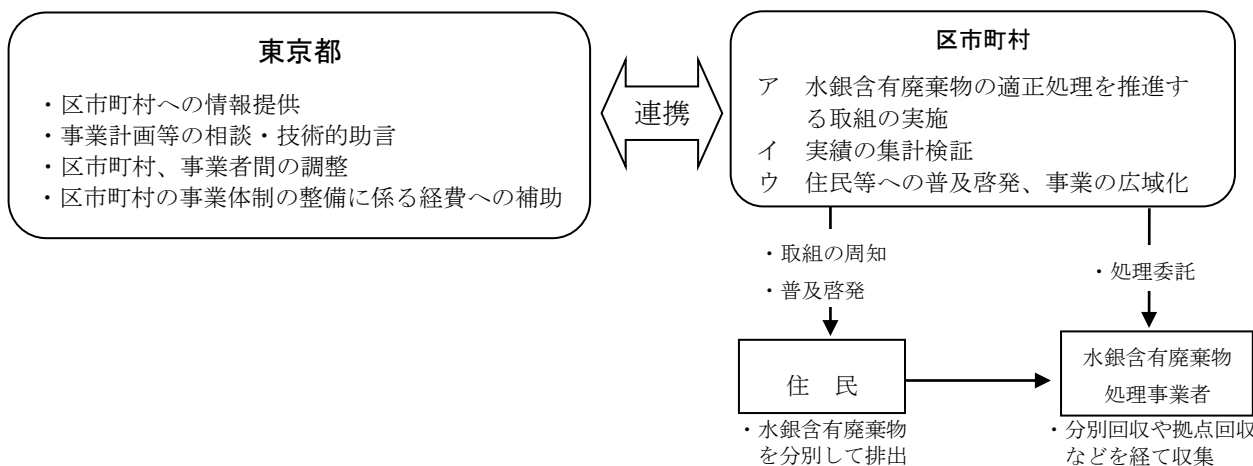 東京都
・区市町村への情報提供
・事業計画等の相談・技術的助言
・区市町村、事業者間の調整
・区市町村の事業体制の整備に係る経費への補助
連携
区市町村
ア 水銀含有廃棄物の適正処理を推進す
る取組の実施
イ 実績の集計検証
ウ 住民等への普及啓発、事業の広域化
・取組の周知
・普及啓発
・処理委託
住 民
・水銀含有廃棄物
を分別して排出
水銀含有廃棄物
処理事業者
・分別回収や拠点回収
などを経て収集